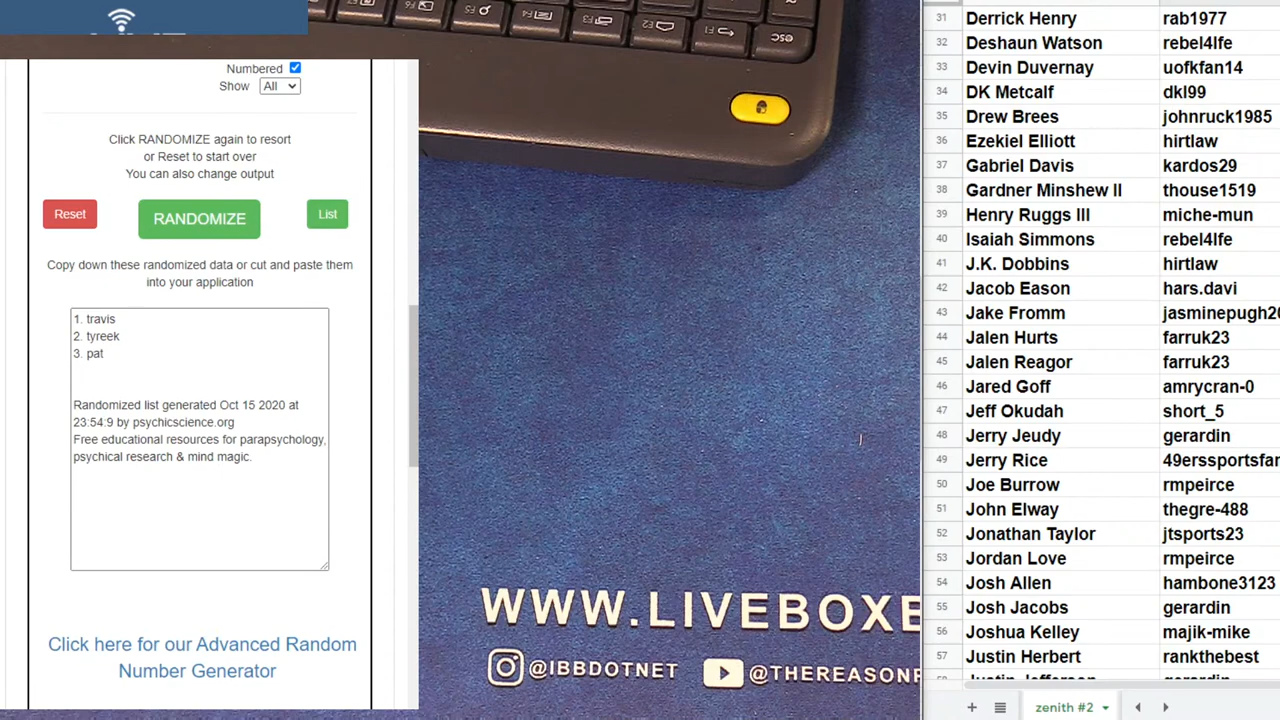 Numbered
Show All
Click RANDOMIZE again to resort
or Reset to start over
You can also change output
Reset
RANDOMIZE
List
Copy down these randomized data or cut and paste them
into your application
1. travis
2. tyreek
3. pat
Randomized list generated Oct 15 2020 at
23:54:9 by psychicscience.org
Free educational resources for parapsychology,
psychical research & mind magic.
Click here for our Advanced Random
Number Generator
esc
WWW.LIVEBOXE
@IBBDOTNET
@THEREASON
31 Derrick Henry rab1977
32 Deshaun Watson rebel4lfe
33 Devin Duvernay uofkfan14
34 DK Metcalf dkl99
35 Drew Brees johnruck1985
36 Ezekiel Elliott hirtlaw
37 Gabriel Davis kardos29
38 Gardner Minshew II thouse1519
39 Henry Ruggs III miche-mun
40 Isaiah Simmons rebel4lfe
41 J.K. Dobbins hirtlaw
42 Jacob Eason hars.davi
43 Jake Fromm jasminepugh20
44 Jalen Hurts farruk23
45 Jalen Reagor farruk23
46 Jared Goff amrycran-0
47 Jeff Okudah short_5
48 Jerry Jeudy gerardin
49 Jerry Rice 49erssportsfan
50 Joe Burrow rmpeirce
51 John Elway thegre-488
52 Jonathan Taylor jtsports23
53 Jordan Love rmpeirce
54 Josh Allen hambone3123
55 Josh Jacobs gerardin
56 Joshua Kelley majik-mike
57 Justin Herbert rankthebest
zenith #2